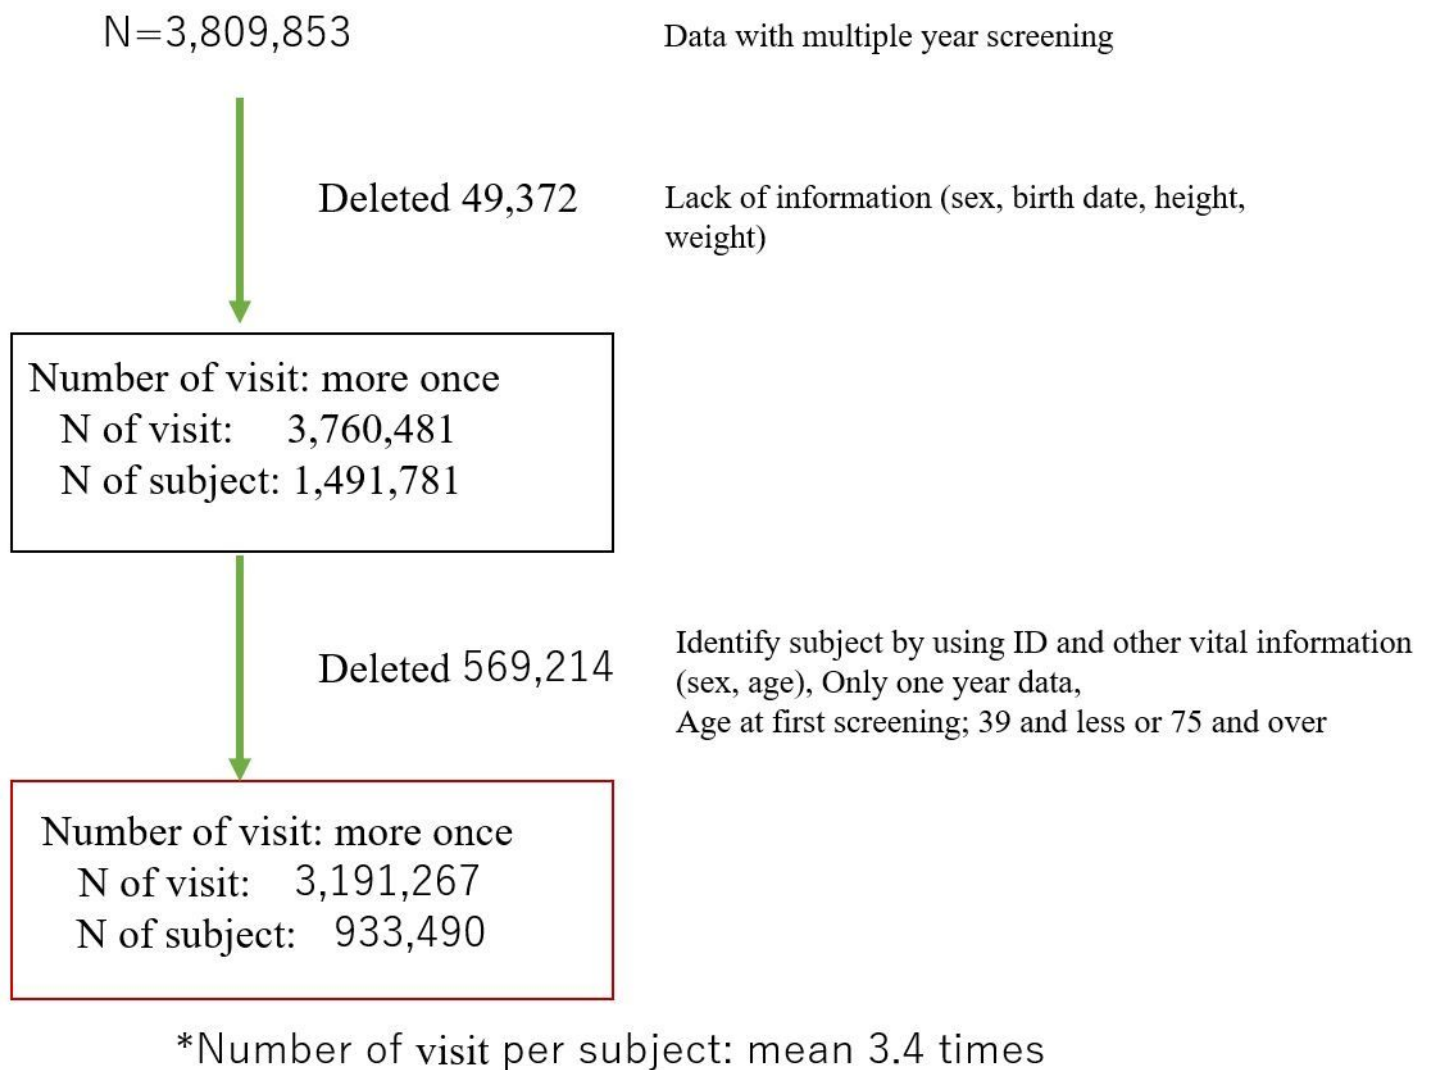 N=3,809,853
Data with multiple year screening
Deleted 49,372
Lack of information (sex, birth date, height,
weight)
Number of visit: more once
N of visit: 3,760,481
N of subject: 1,491,781
Deleted 569,214
Identify subject by using ID and other vital information
(sex, age), Only one year data,
Age at first screening; 39 and less or 75 and over
Number of visit: more once
N of visit: 3,191,267
N of subject: 933,490
*Number of visit per subject: mean 3.4 times